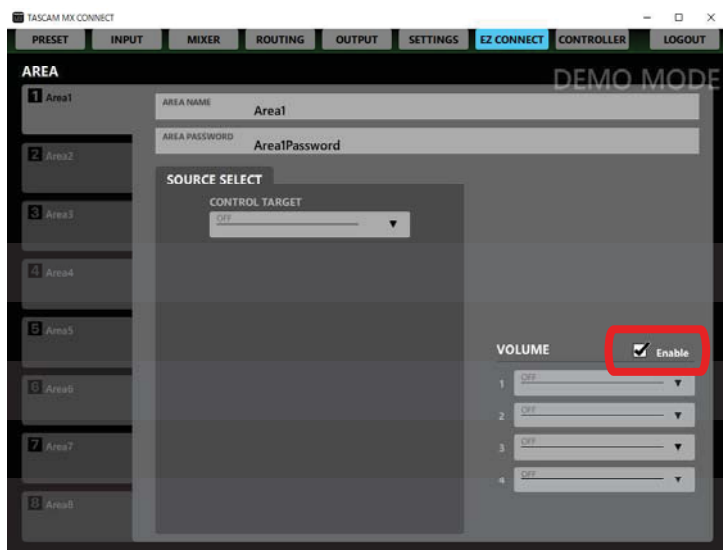 TASCAM MX CONNECT
PRESET INPUT MIXER ROUTING OUTPUT SETTINGS EZ CONNECT CONTROLLER LOGOUT
AREA
DEMO MODE
1 Area1
AREA NAME Area1
AREA PASSWORD Area1Password
2 Area2
SOURCE SELECT
CONTROL TARGET
OFF
3 Area3
4 Area4
5 Area5
VOLUME Enable
1 OFF
6 Area6
2 OFF
7 Area7
3 OFF
4 OFF
8 Area8